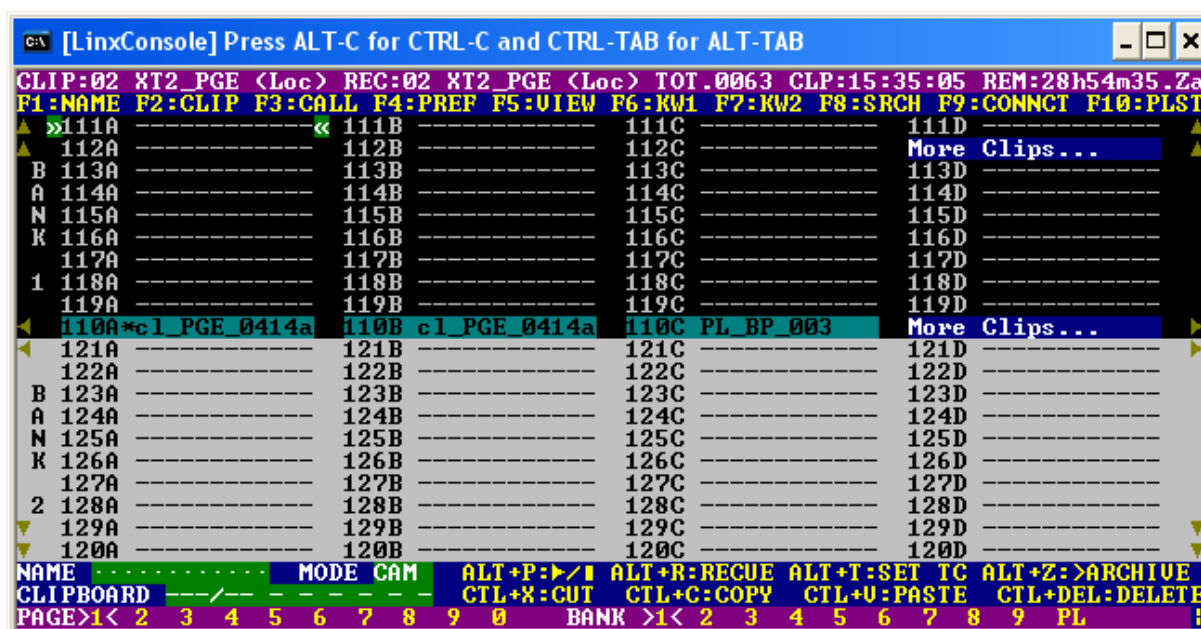 [LinxConsole] Press ALT-C for CTRL-C and CTRL-TAB for ALT-TAB
CLIP:02 XT2_PGE (Loc) REC:02 XT2_PGE (Loc) TOT.0063 CLP:15:35:05 REM:28h54m35.Za
F1:NAME F2:CLIP F3:CALL F4:PREF F5:VIEW F6:KW1 F7:KW2 F8:SRCH F9:CONNCT F10:PLST
»111A ------------« 111B ------------ 111C ------------ 111D ------------
112A ------------ 112B ------------ 112C ------------ More Clips...
B 113A ------------ 113B ------------ 113C ------------ 113D ------------
A 114A ------------ 114B ------------ 114C ------------ 114D ------------
N 115A ------------ 115B ------------ 115C ------------ 115D ------------
K 116A ------------ 116B ------------ 116C ------------ 116D ------------
117A ------------ 117B ------------ 117C ------------ 117D ------------
1 118A ------------ 118B ------------ 118C ------------ 118D ------------
119A ------------ 119B ------------ 119C ------------ 119D ------------
110A*cl_PGE_0414a 110B cl_PGE_0414a 110C PL_BP_003 More Clips...
121A ------------ 121B ------------ 121C ------------ 121D ------------
122A ------------ 122B ------------ 122C ------------ 122D ------------
B 123A ------------ 123B ------------ 123C ------------ 123D ------------
A 124A ------------ 124B ------------ 124C ------------ 124D ------------
N 125A ------------ 125B ------------ 125C ------------ 125D ------------
K 126A ------------ 126B ------------ 126C ------------ 126D ------------
127A ------------ 127B ------------ 127C ------------ 127D ------------
2 128A ------------ 128B ------------ 128C ------------ 128D ------------
129A ------------ 129B ------------ 129C ------------ 129D ------------
120A ------------ 120B ------------ 120C ------------ 120D ------------
NAME ············ MODE CAM ALT+P:►/▮ ALT+R:RECUE ALT+T:SET TC ALT+Z:>ARCHIVE
CLIPBOARD ---/-- - - - - - - CTL+X:CUT CTL+C:COPY CTL+V:PASTE CTL+DEL:DELETE
PAGE>1< 2 3 4 5 6 7 8 9 0 BANK >1< 2 3 4 5 6 7 8 9 PL